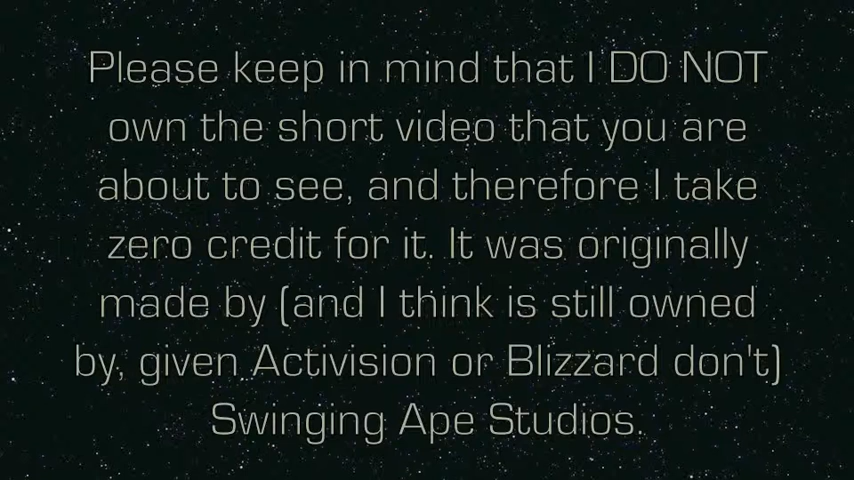 Please keep in mind that I DO NOT
own the short video that you are
about to see, and therefore I take
zero credit for it. It was originally
made by (and I think is still owned
by, given Activision or Blizzard don't)
Swinging Ape Studios.